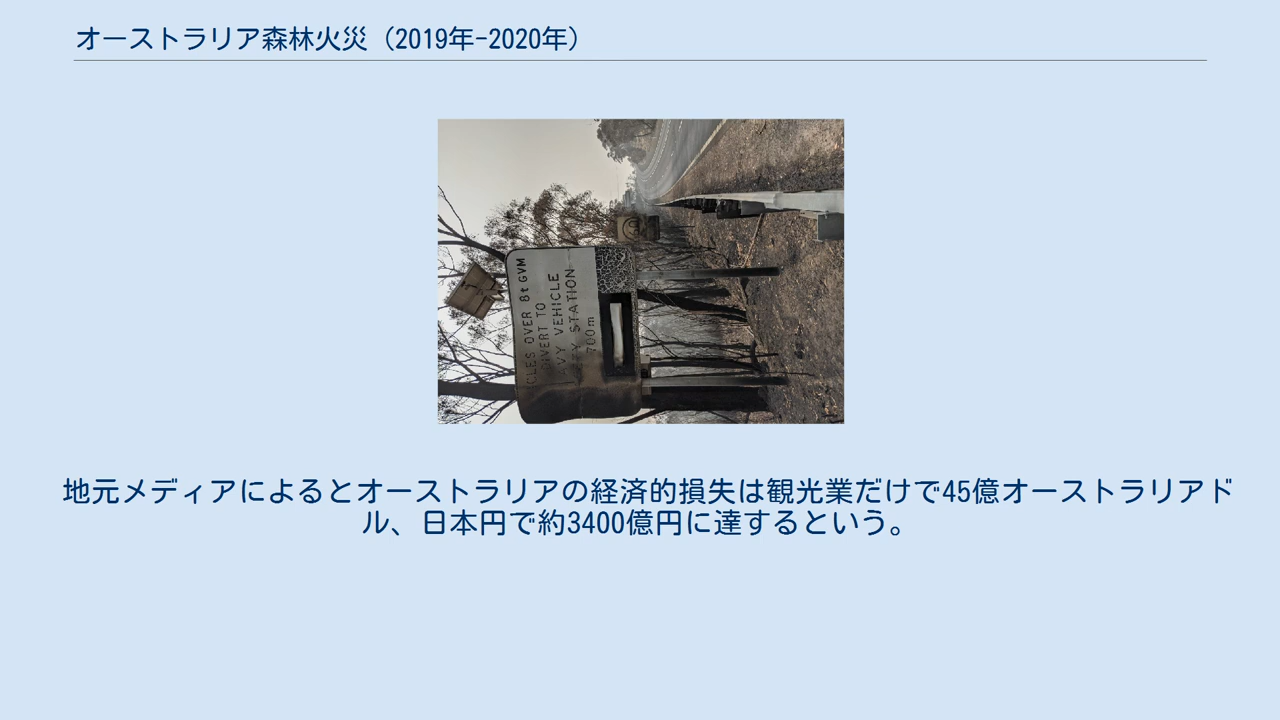 オーストラリア森林火災（2019年-2020年）
CLES OVER 8t GVM
DIVERT TO
VY VEHICLE
STATION
700m
地元メディアによるとオーストラリアの経済的損失は観光業だけで45億オーストラリアド
ル、日本円で約3400億円に達するという。